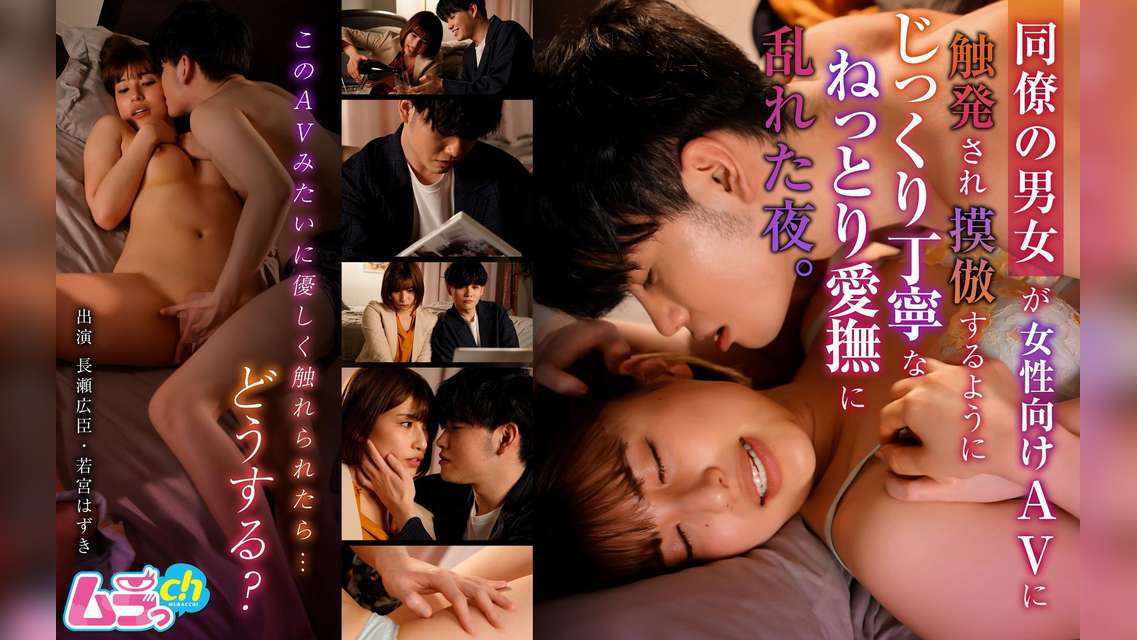 同僚の男女が女性向けAVに
触発され摸倣するように
じっくり丁寧な
ねっとり愛撫に
乱れた夜。
このAVみたいに優しく触れられたら…
どうする？
出演 長瀬広臣・若宮はずき
ムラっch
MURACCHI